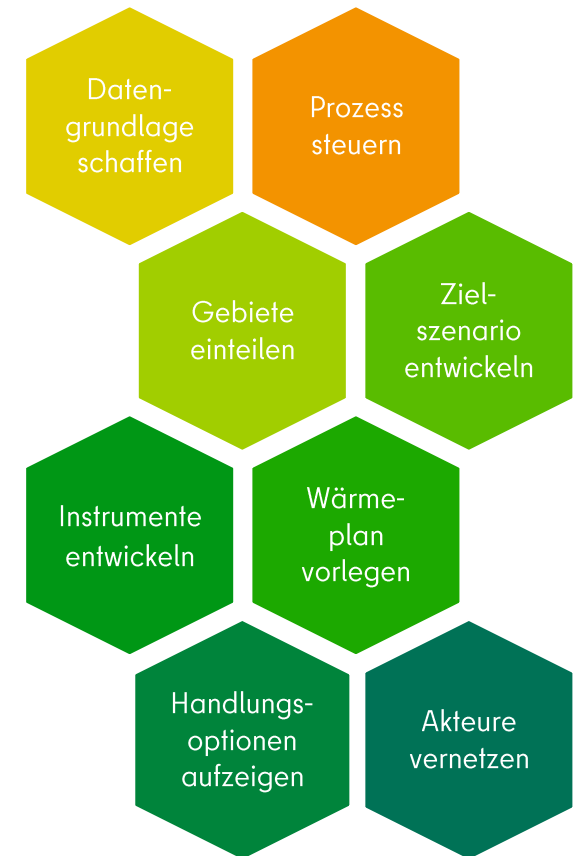 Daten-
grundlage
schaffen
Prozess
steuern
Gebiete
einteilen
Ziel-
szenario
entwickeln
Instrumente
entwickeln
Wärme-
plan
vorlegen
Handlungs-
optionen
aufzeigen
Akteure
vernetzen